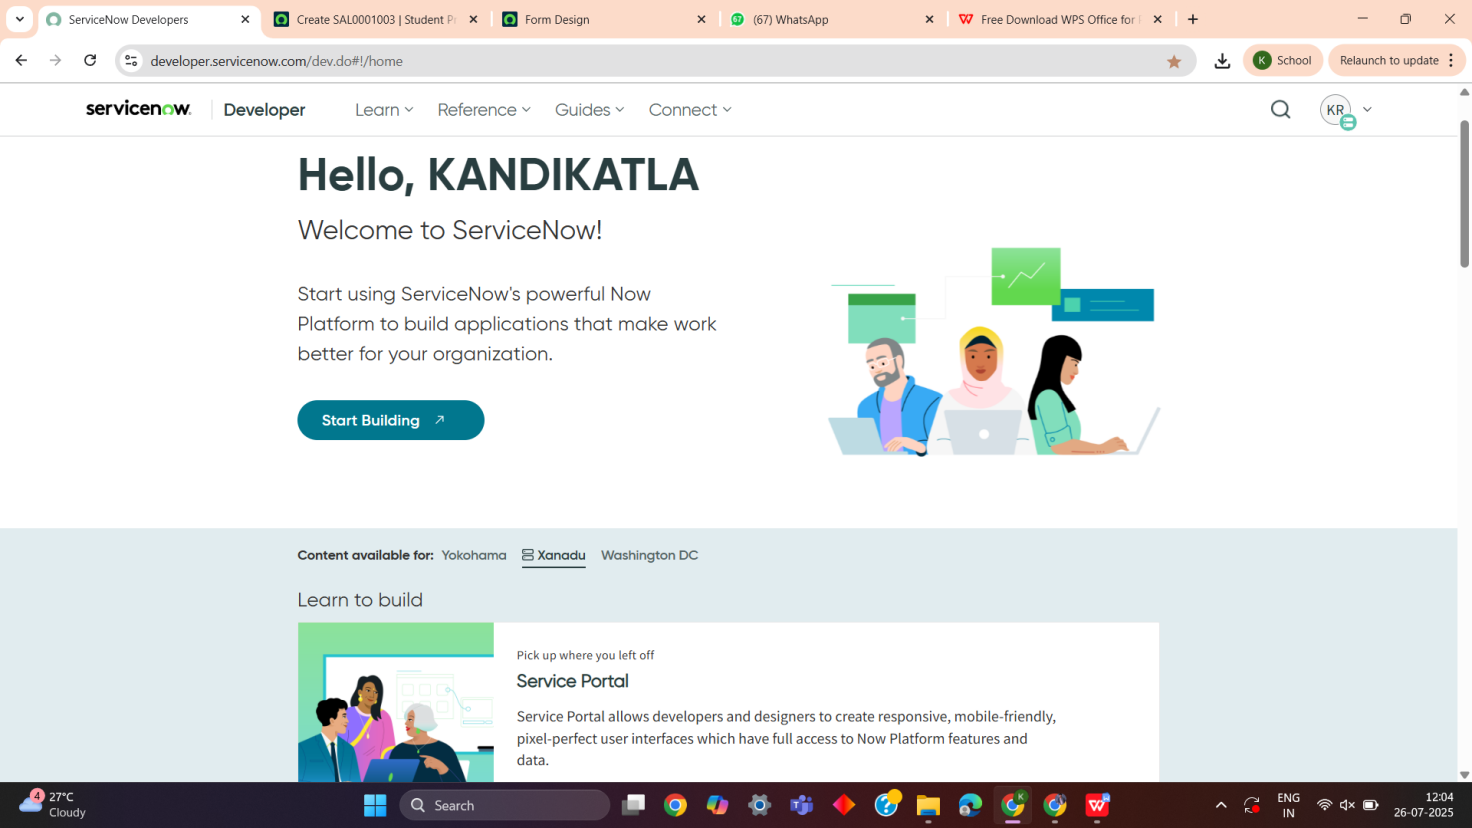 ServiceNow Developers
Create SAL0001003 | Student P
Form Design
67
(67) WhatsApp
Free Download WPS Office for
developer.servicenow.com/dev.do#!/home
K
School
Relaunch to update
servicenow.
Developer
Learn
Reference
Guides
Connect
KR
Hello, KANDIKATLA
Welcome to ServiceNow!
Start using ServiceNow's powerful Now
Platform to build applications that make work
better for your organization.
Start Building
Content available for:
Yokohama
Xanadu
Washington DC
Learn to build
Pick up where you left off
Service Portal
Service Portal allows developers and designers to create responsive, mobile-friendly,
pixel-perfect user interfaces which have full access to Now Platform features and
data.
4
27°C
Cloudy
Search
K
ENG
IN
12:04
26-07-2025